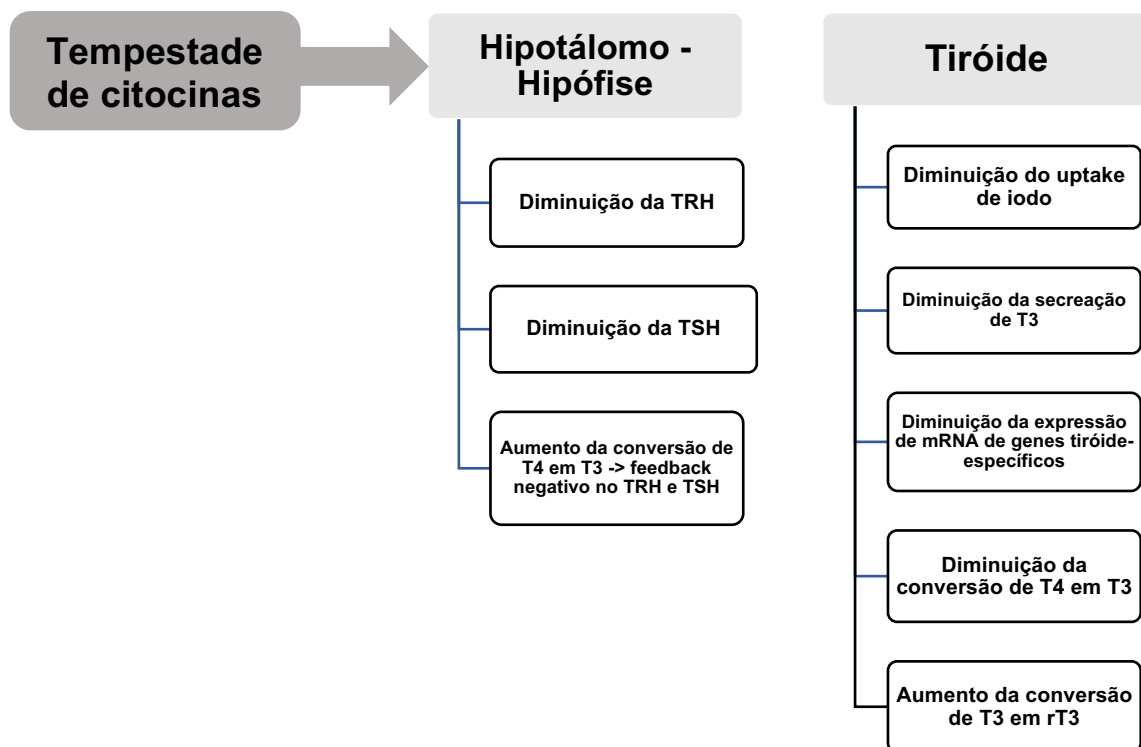 Tempestade
de citocinas
Hipotálomo -
Hipófise
Diminuição da TRH
Diminuição da TSH
Aumento da conversão de
T4 em T3 -> feedback
negativo no TRH e TSH
Tiróide
Diminuição do uptake
de iodo
Diminuição da secreação
de T3
Diminuição da expressão
de mRNA de genes tiróide-
específicos
Diminuição da
conversão de T4 em T3
Aumento da conversão
de T3 em rT3